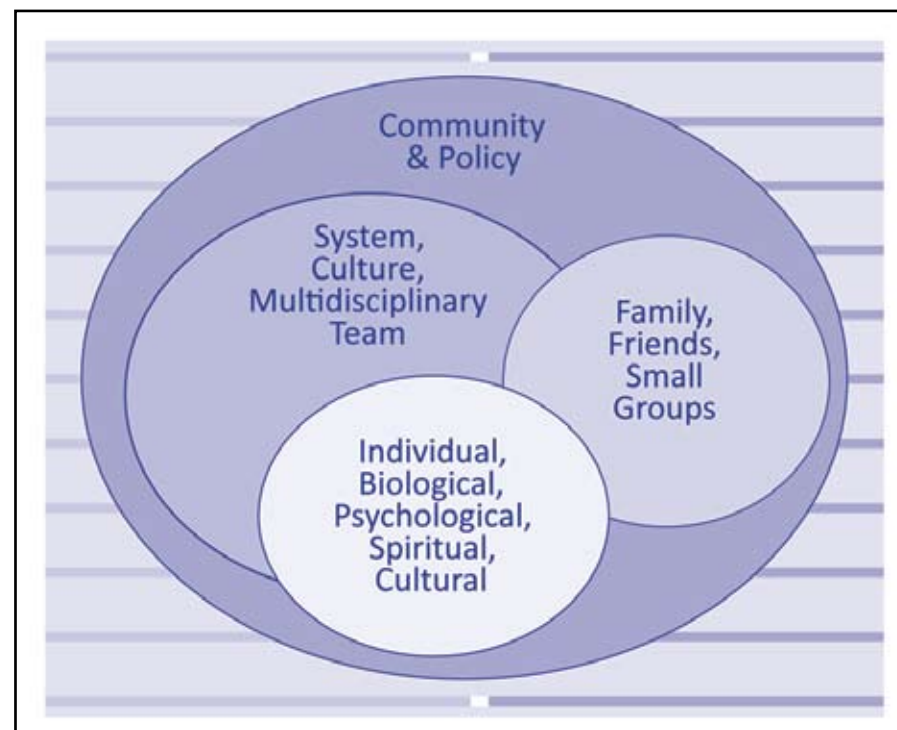 Community
& Policy
System,
Culture,
Multidisciplinary
Team
Family,
Friends,
Small
Groups
Individual,
Biological,
Psychological,
Spiritual,
Cultural